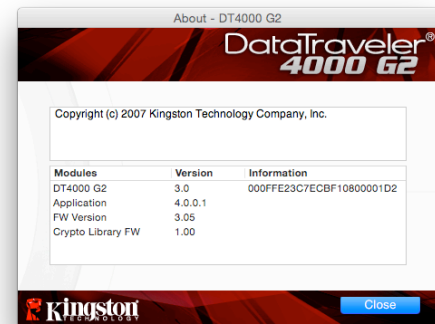 About - DT4000 G2
DataTraveler®
4000 G2
Copyright (c) 2007 Kingston Technology Company, Inc.
Modules Version Information
DT4000 G2 3.0 000FFE23C7ECBF10800001D2
Application 4.0.0.1
FW Version 3.05
Crypto Library FW 1.00
Kingston
TECHNOLOGY
Close